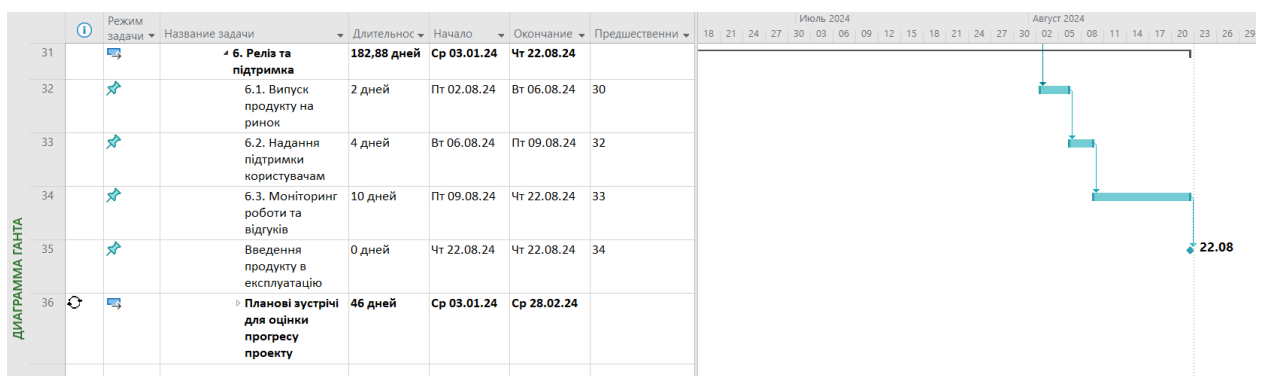 Режим
задачи Название задачи Длительнос Начало Окончание Предшественни
Июль 2024 Август 2024
18 21 24 27 30 03 06 09 12 15 18 21 24 27 30 02 05 08 11 14 17 20 23 26 29
31 6. Реліз та 182,88 дней Ср 03.01.24 Чт 22.08.24
підтримка
32 6.1. Випуск 2 дней Пт 02.08.24 Вт 06.08.24 30
продукту на
ринок
33 6.2. Надання 4 дней Вт 06.08.24 Пт 09.08.24 32
підтримки
користувачам
34 6.3. Моніторинг 10 дней Пт 09.08.24 Чт 22.08.24 33
роботи та
відгуків
35 Введення 0 дней Чт 22.08.24 Чт 22.08.24 34 22.08
продукту в
експлуатацію
36 Планові зустрічі 46 дней Ср 03.01.24 Ср 28.02.24
для оцінки
прогресу
проекту
ДИАГРАММА ГАНТА